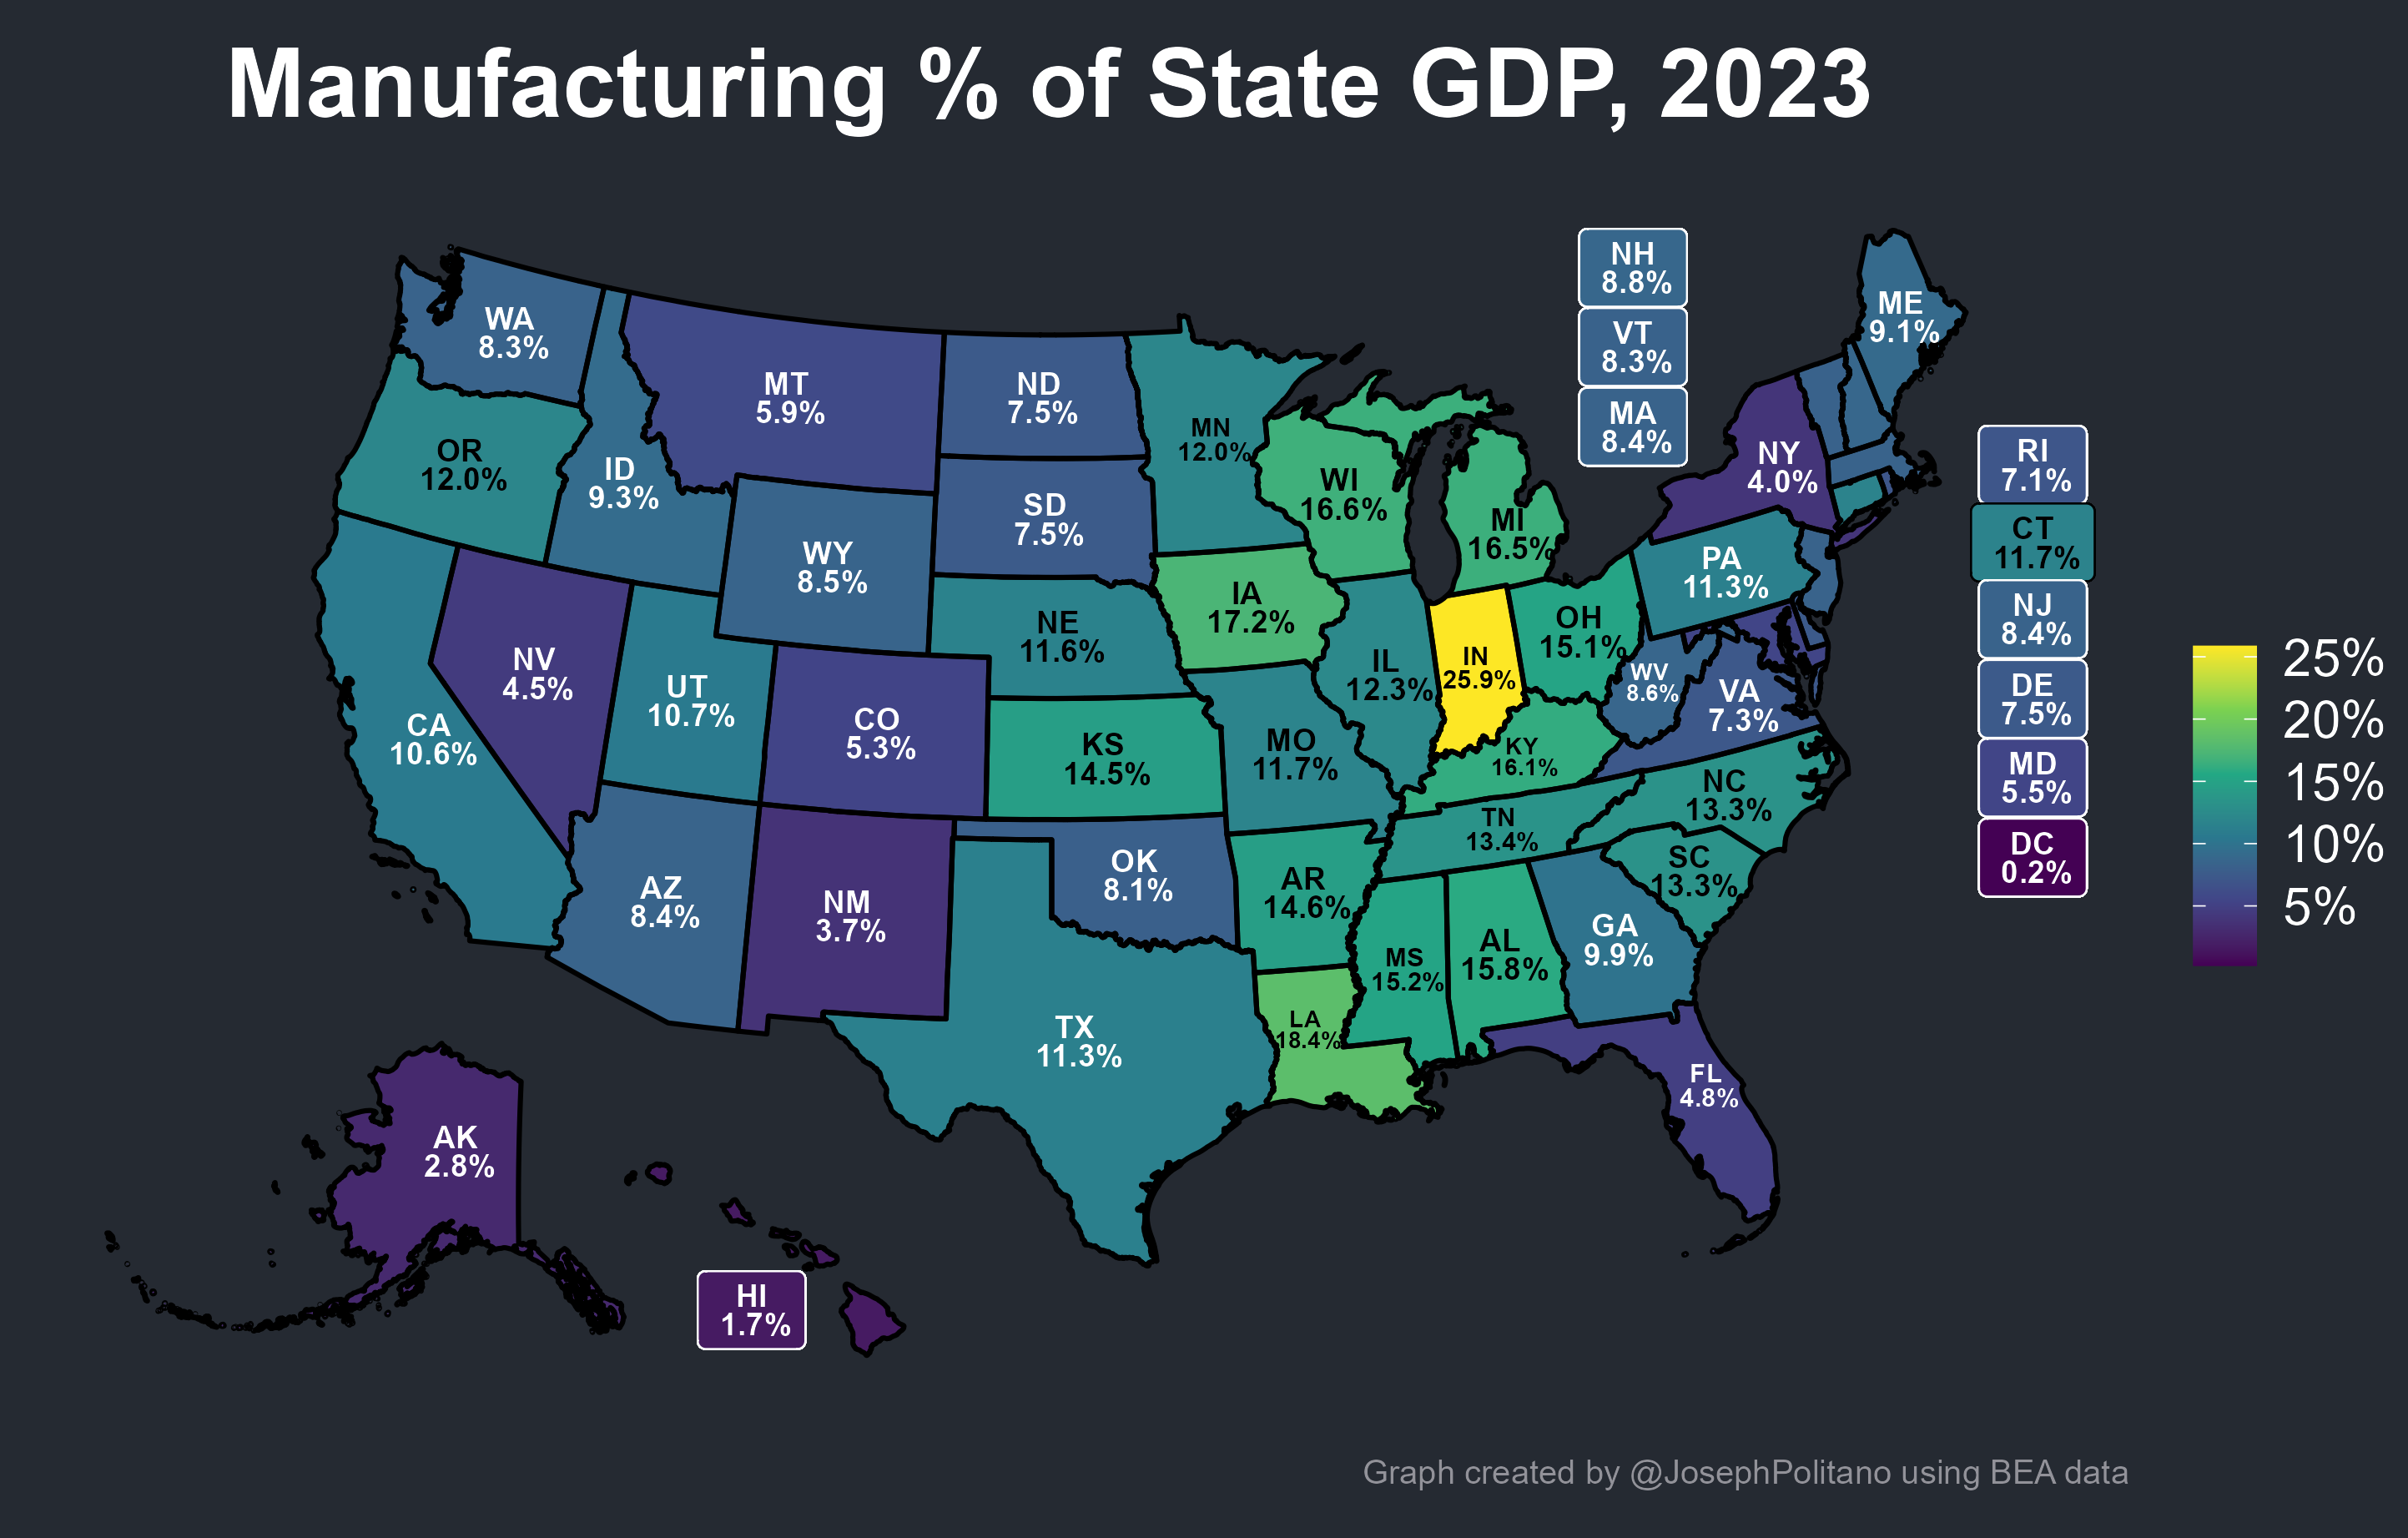 Manufacturing % of State GDP, 2023
NH
8.8%
VT
8.3%
MA
8.4%
ME
9.1%
WA
8.3%
MT
5.9%
ND
7.5%
MN
12.0%
OR
12.0%
ID
9.3%
WI
16.6%
MI
16.5%
NY
4.0%
RI
7.1%
CT
11.7%
NJ
8.4%
DE
7.5%
MD
5.5%
DC
0.2%
SD
7.5%
WY
8.5%
PA
11.3%
IA
17.2%
NE
11.6%
OH
15.1%
IL
12.3%
IN
25.9%
WV
8.6%
VA
7.3%
NV
4.5%
UT
10.7%
CA
10.6%
CO
5.3%
KS
14.5%
MO
11.7%
KY
16.1%
NC
13.3%
TN
13.4%
SC
13.3%
OK
8.1%
AR
14.6%
AZ
8.4%
NM
3.7%
GA
9.9%
AL
15.8%
MS
15.2%
LA
18.4%
TX
11.3%
FL
4.8%
AK
2.8%
HI
1.7%
25%
20%
15%
10%
5%
Graph created by @JosephPolitano using BEA data